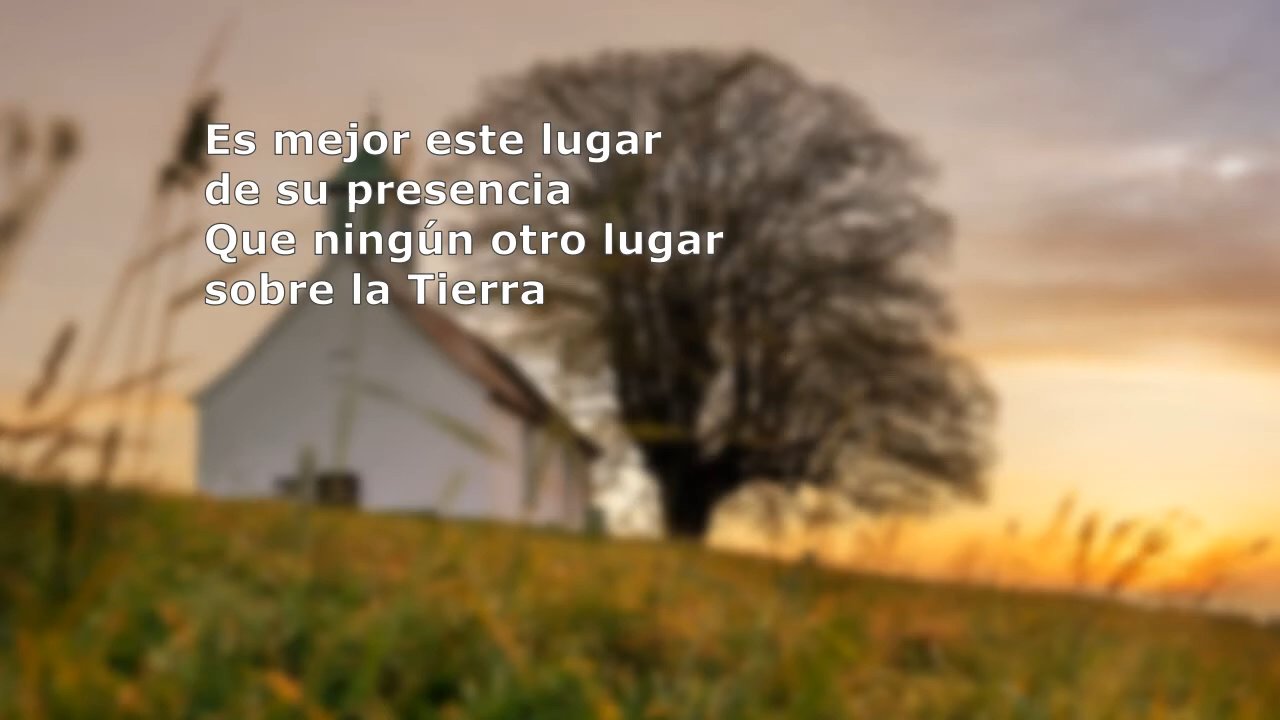 Es mejor este lugar
de su presencia
Que ningún otro lugar
sobre la Tierra